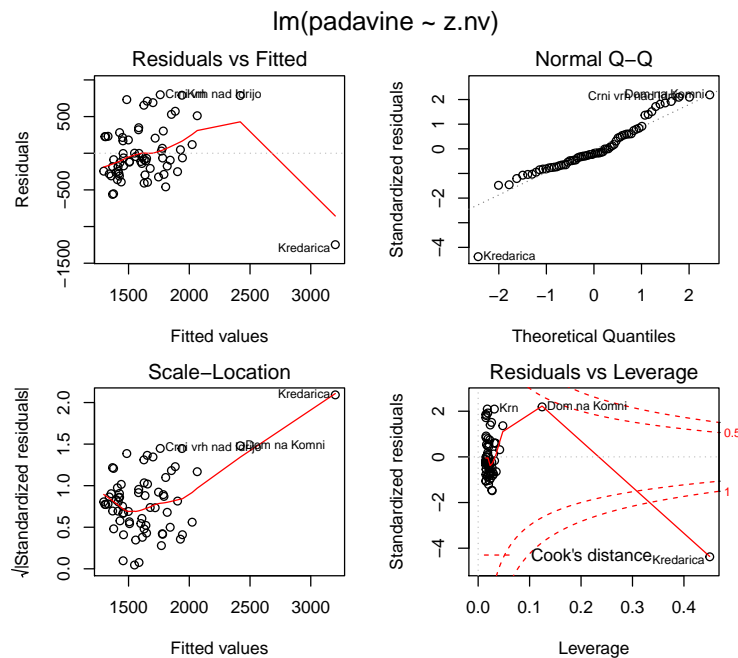 lm(padavine ~ z.nv)
Residuals vs Fitted
Residuals
500
-500
-1500
Kredarica
1500 2000 2500 3000
Fitted values
Normal Q-Q
Standardized residuals
2
0
-2
-4
Dom na Komni
Kredarica
-2 -1 0 1 2
Theoretical Quantiles
Scale-Location
√|Standardized residuals|
2.0
1.5
1.0
0.5
0.0
Kredarica
Dom na Komni
1500 2000 2500 3000
Fitted values
Residuals vs Leverage
Standardized residuals
2
0
-2
-4
Krn
Dom na Komni
0.5
1
Cook's distance
Kredarica
0.0 0.1 0.2 0.3 0.4
Leverage